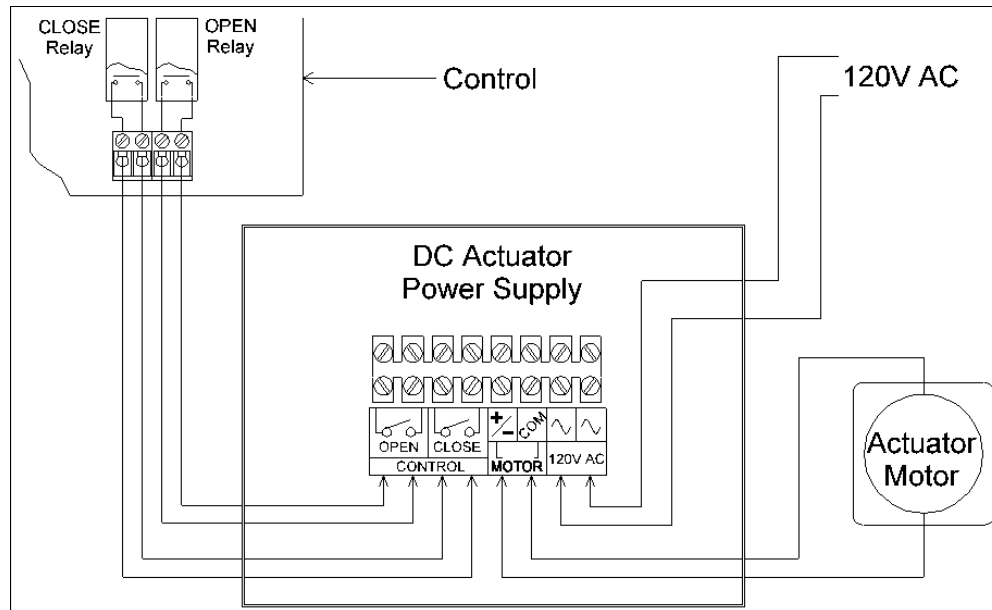 CLOSE
Relay
OPEN
Relay
Control
120V AC
DC Actuator
Power Supply
+/-
COM
OPEN
CLOSE
CONTROL
MOTOR
120V AC
Actuator
Motor